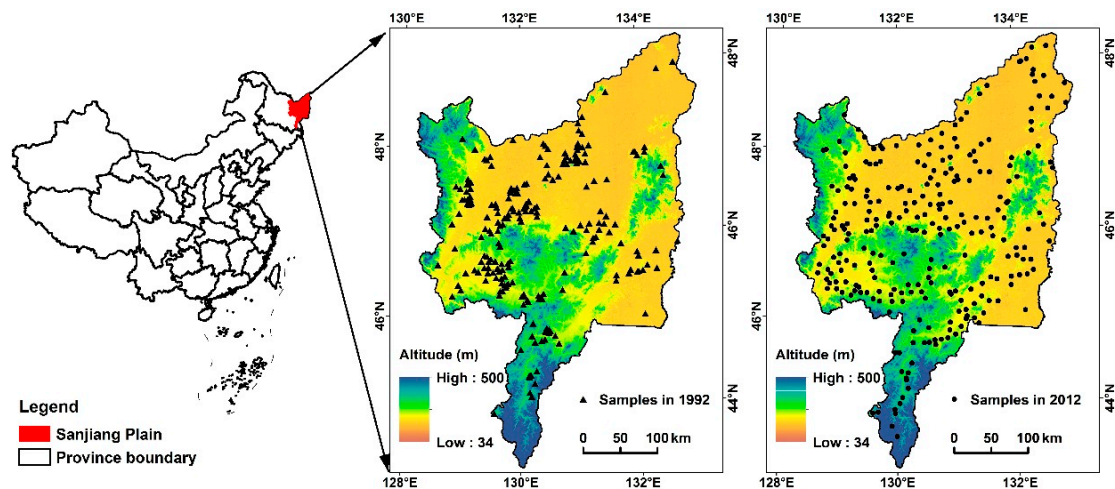 130°E 132°E 134°E
130°E 132°E 134°E
48°N
48°N
48°N
48°N
46°N
46°N
46°N
46°N
46°N
46°N
44°N
44°N
Altitude (m)
High : 500
Low : 34
Samples in 1992
0 50 100 km
Altitude (m)
High : 500
Low : 34
Samples in 2012
0 50 100 km
Legend
Sanjiang Plain
Province boundary
128°E 130°E 132°E
128°E 130°E 132°E